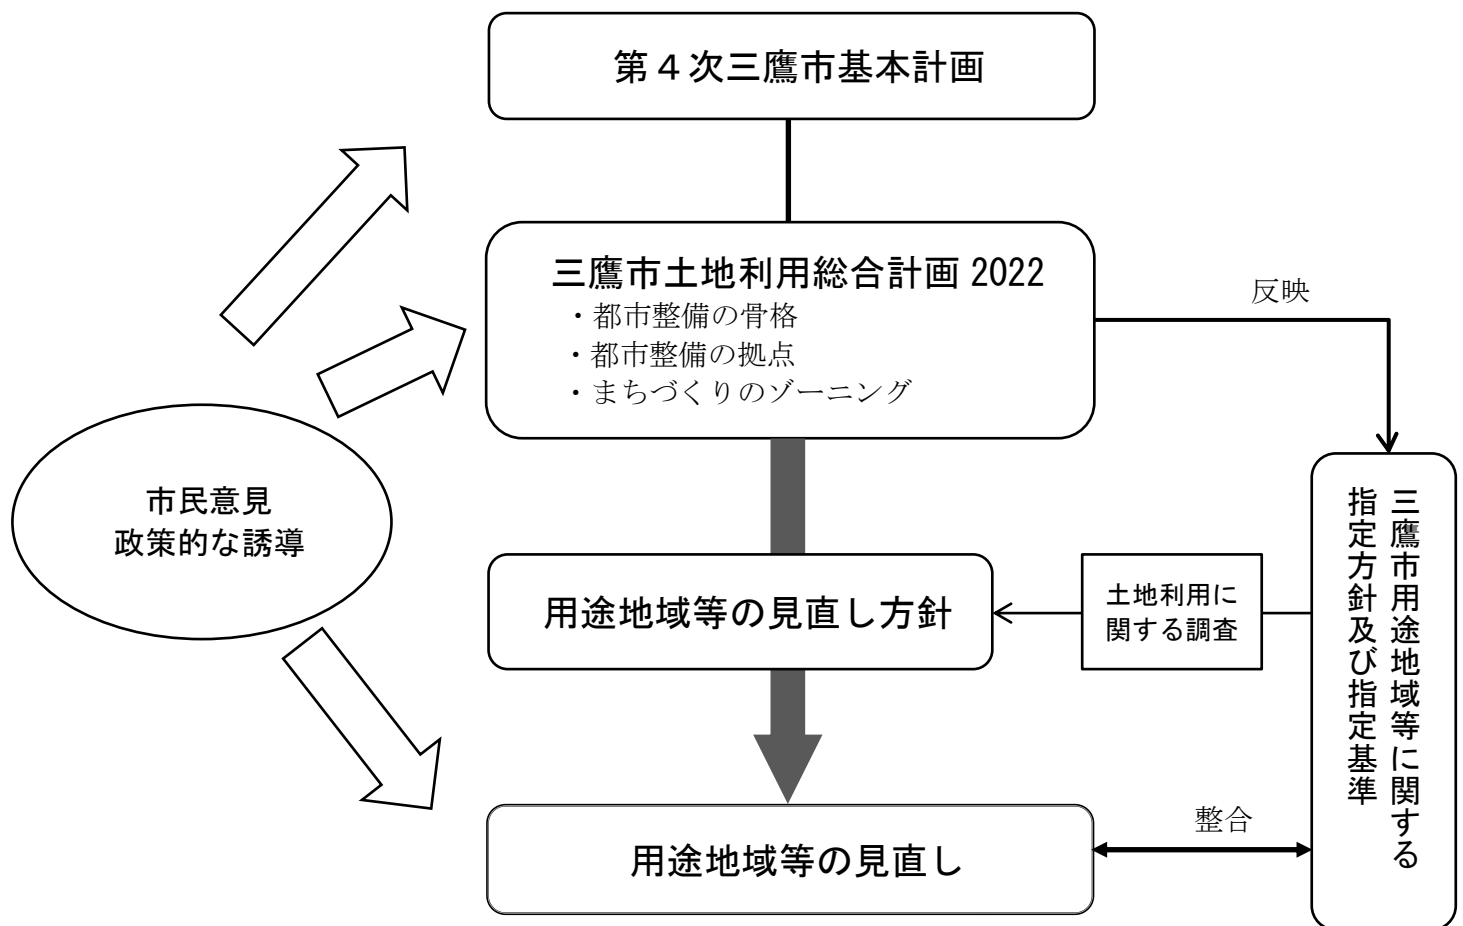 第４次三鷹市基本計画
三鷹市土地利用総合計画 2022
・都市整備の骨格
・都市整備の拠点
・まちづくりのゾーニング
反映
市民意見
政策的な誘導
用途地域等の見直し方針
土地利用に
関する調査
三鷹市用途地域等に関する
指定方針及び指定基準
整合
用途地域等の見直し